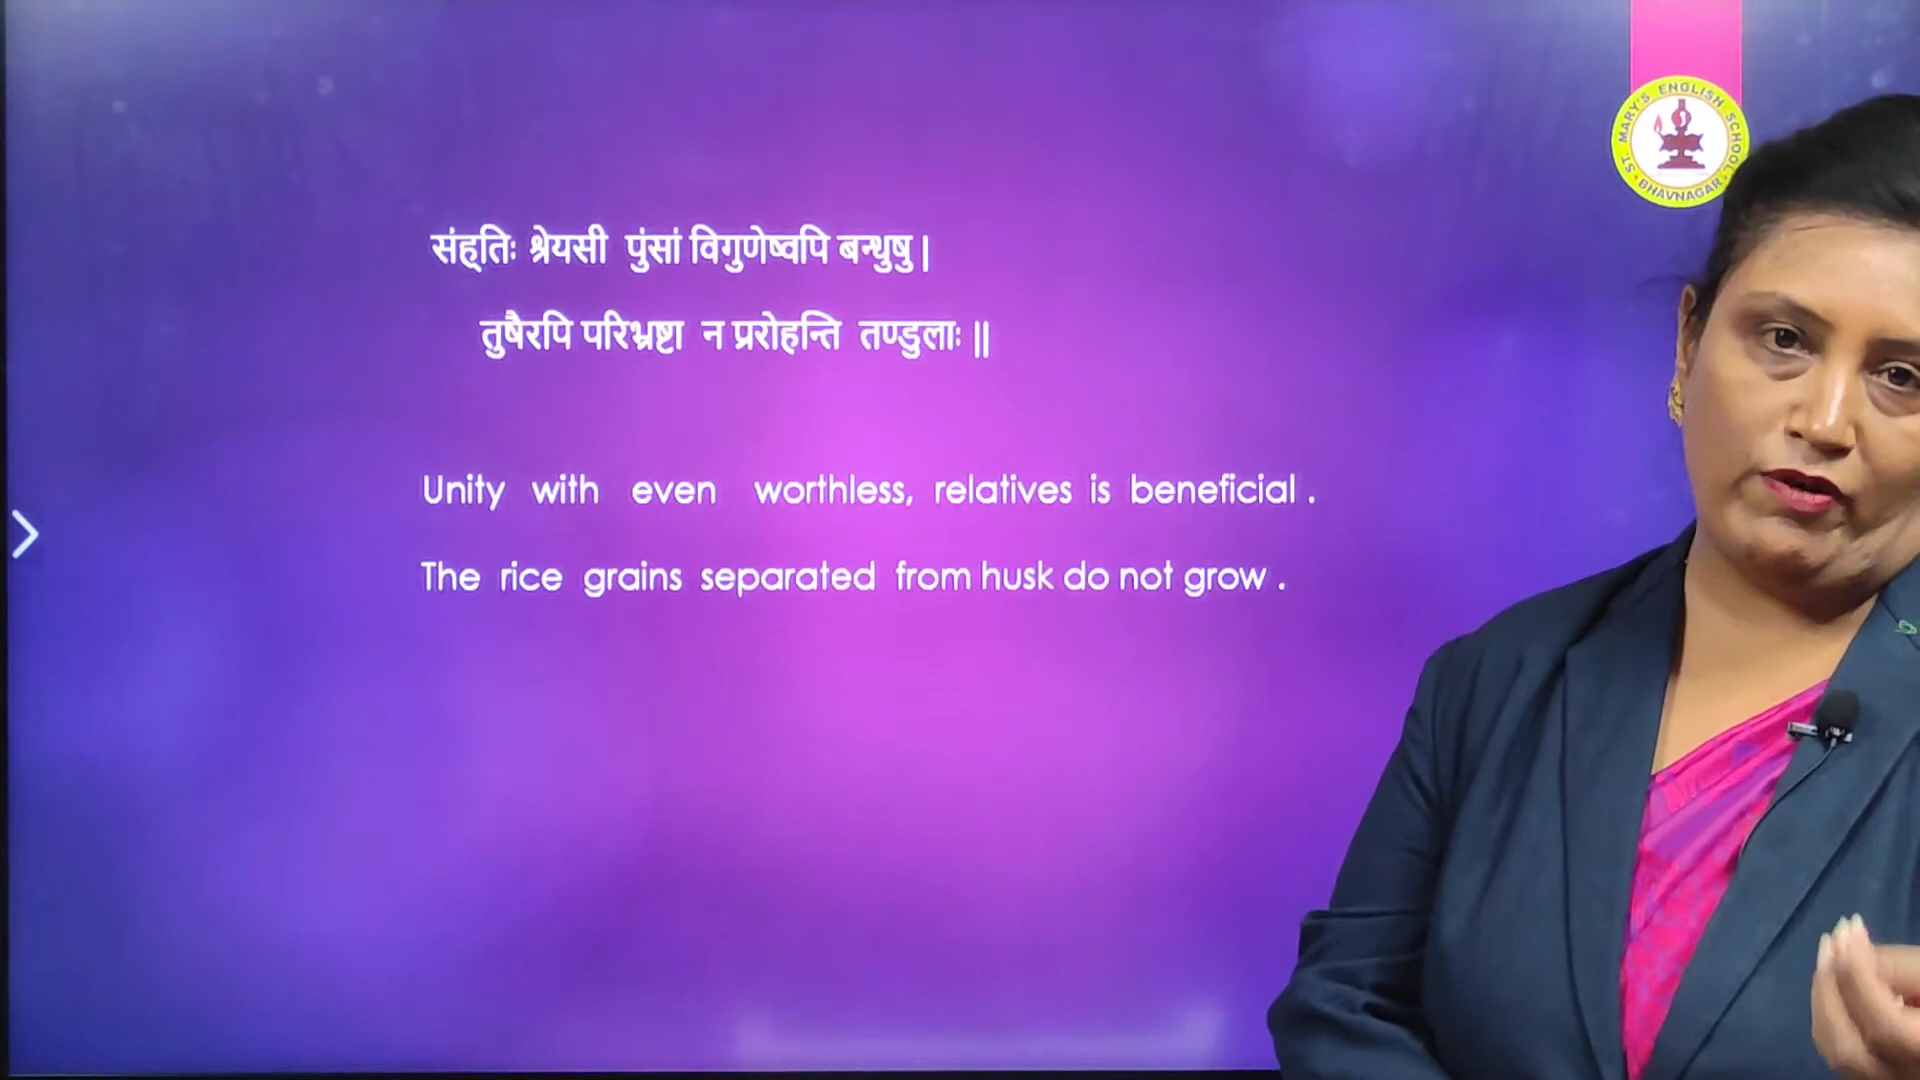 संहतिः श्रेयसी पुंसां विगुणेष्वपि बन्धुषु |
तुषैरपि परिभ्रष्टा न प्ररोहन्ति तण्डुलाः ||
Unity with even worthless, relatives is beneficial .
The rice grains separated from husk do not grow .
ST. MARY'S ENGLISH SCHOOL
BHAVNAGAR